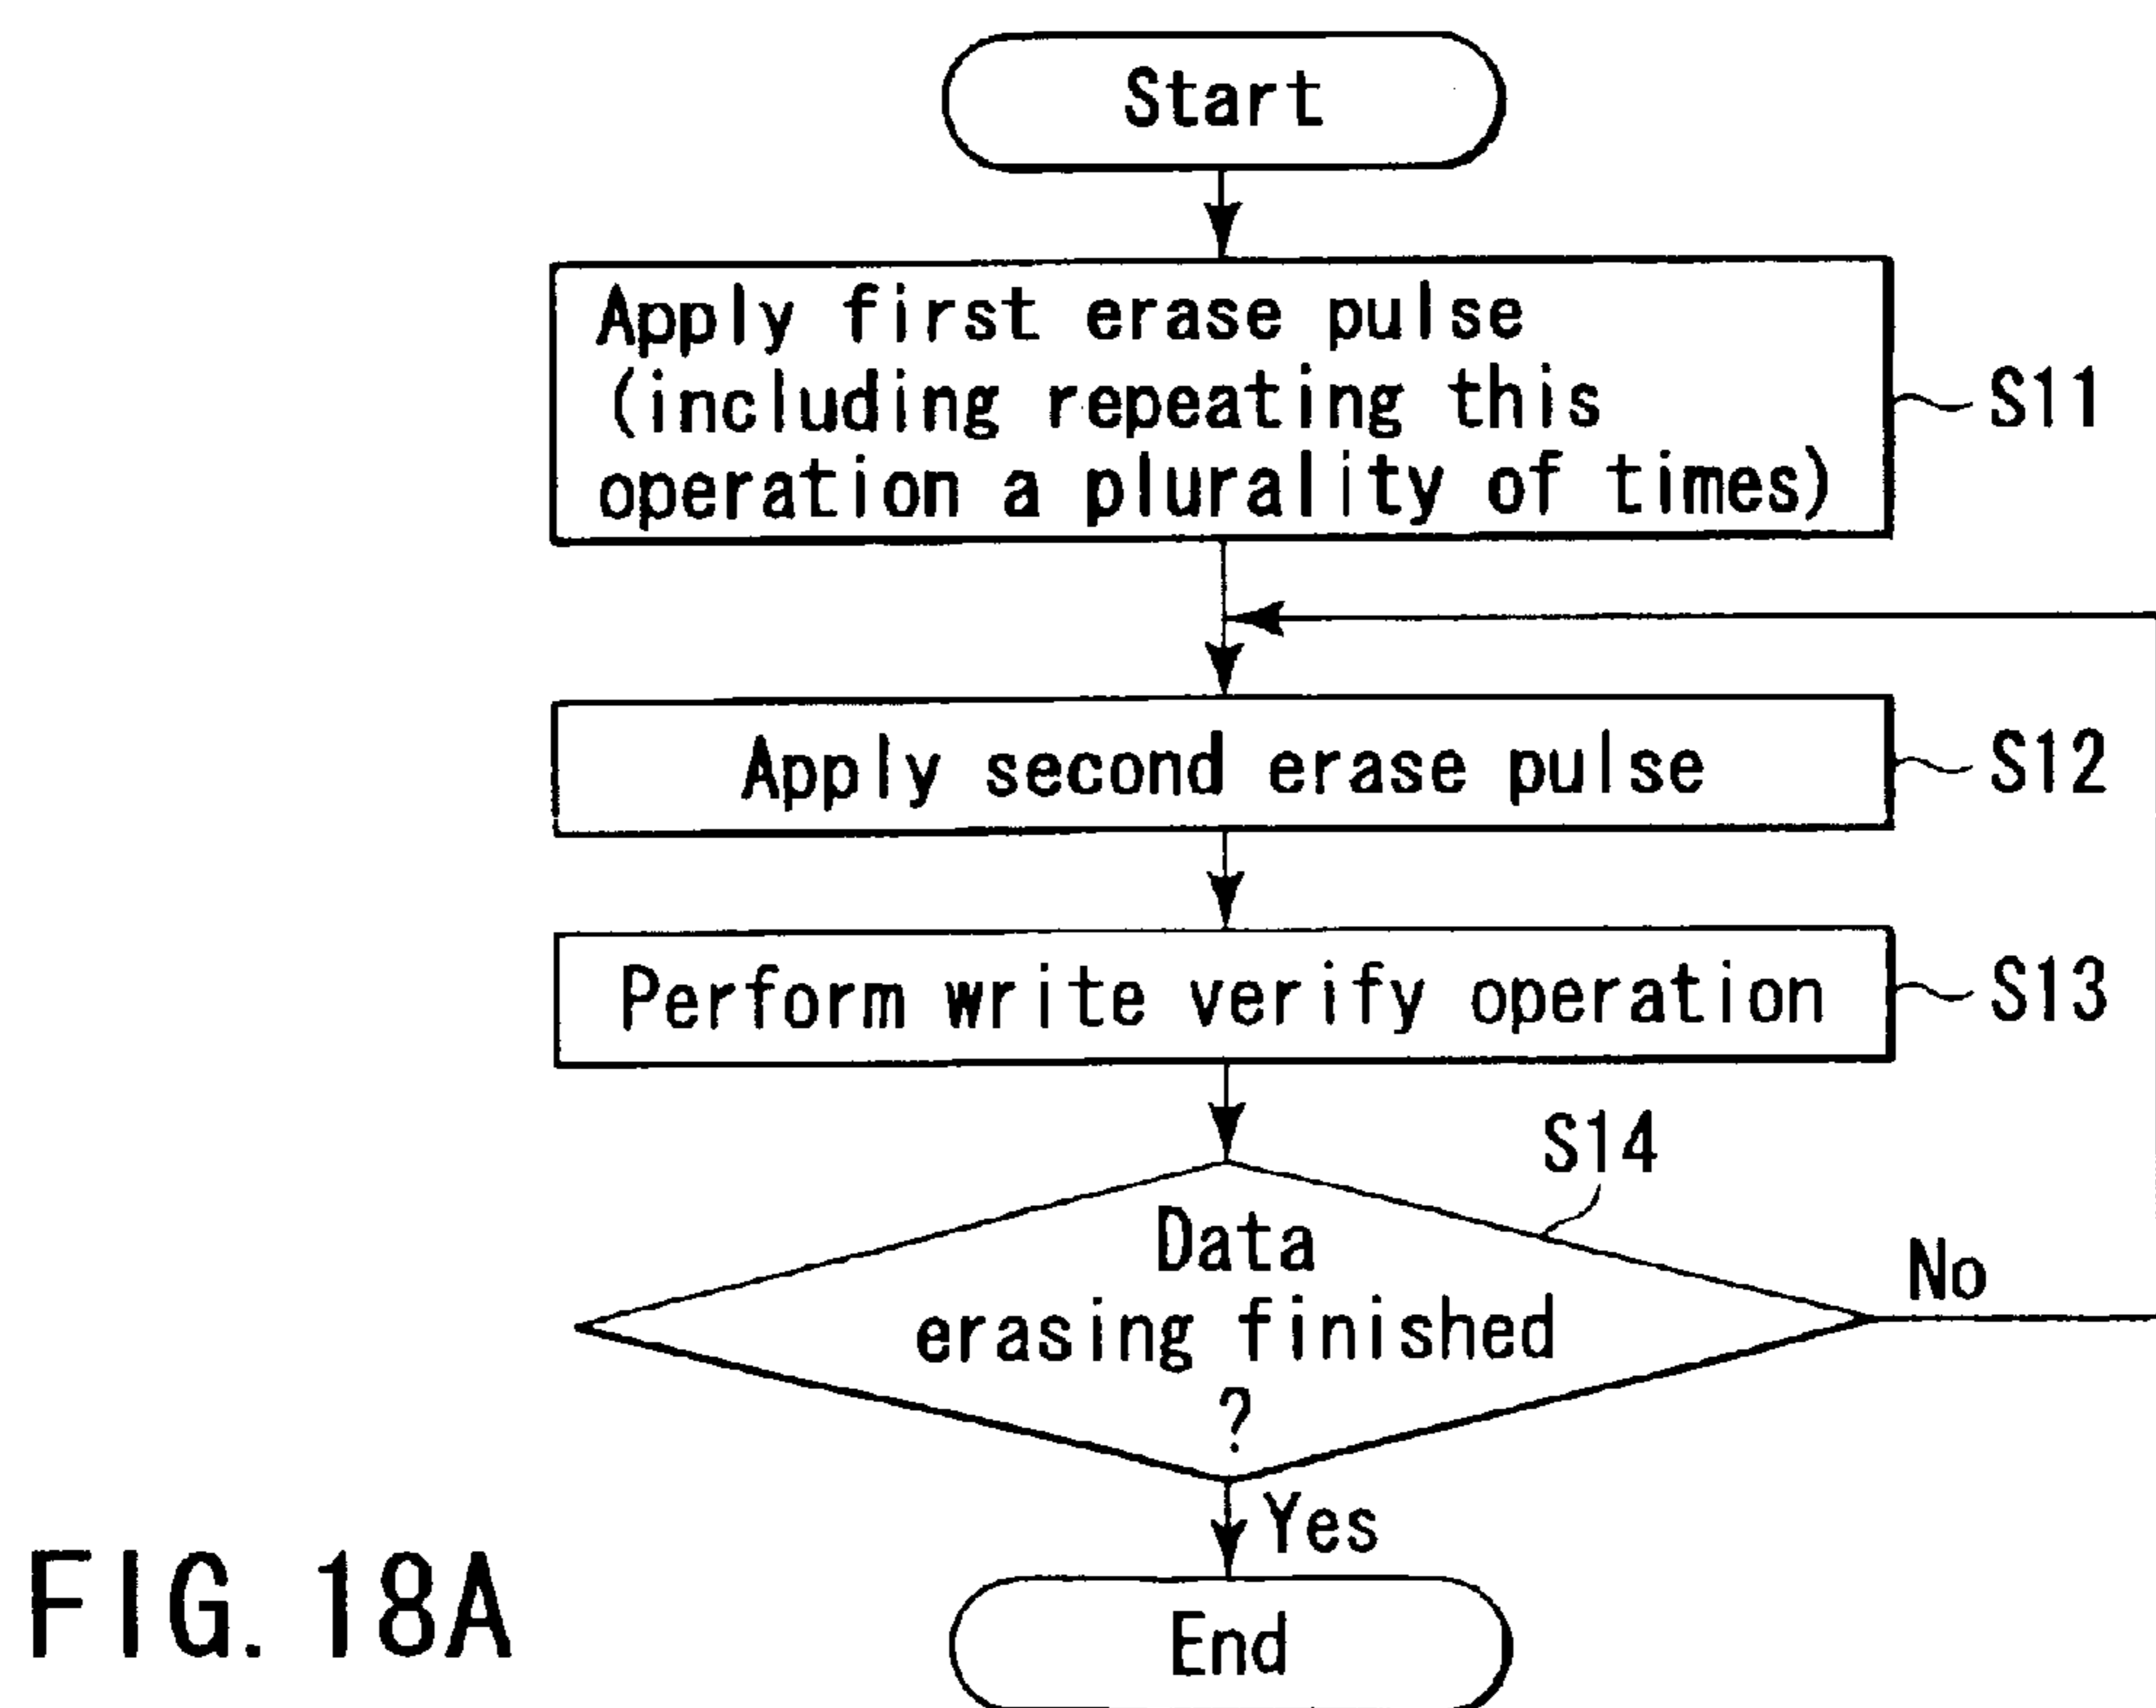 Start
Apply first erase pulse
(including repeating this
operation a plurality of times)
S11
Apply second erase pulse
S12
Perform write verify operation
S13
S14
Data
erasing finished
?
No
Yes
End
FIG. 18A